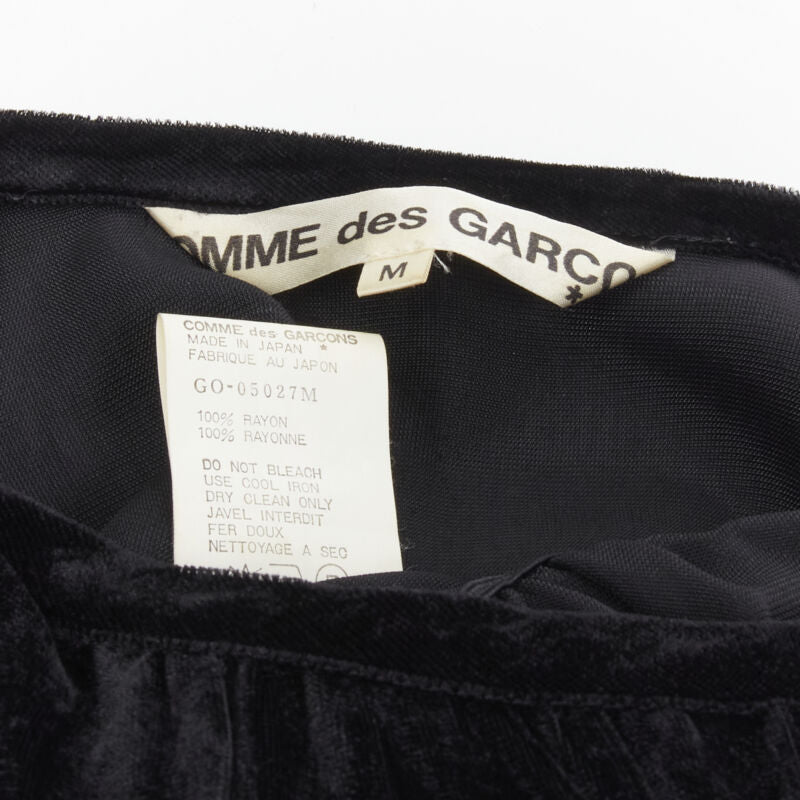 OMME des GARÇO
*
M
COMME des GARCONS
MADE IN JAPAN *
FABRIQUE AU JAPON
GO-05027M
100% RAYON
100% RAYONNE
DO NOT BLEACH
USE COOL IRON
DRY CLEAN ONLY
JAVEL INTERDIT
FER DOUX
NETTOYAGE A SEC